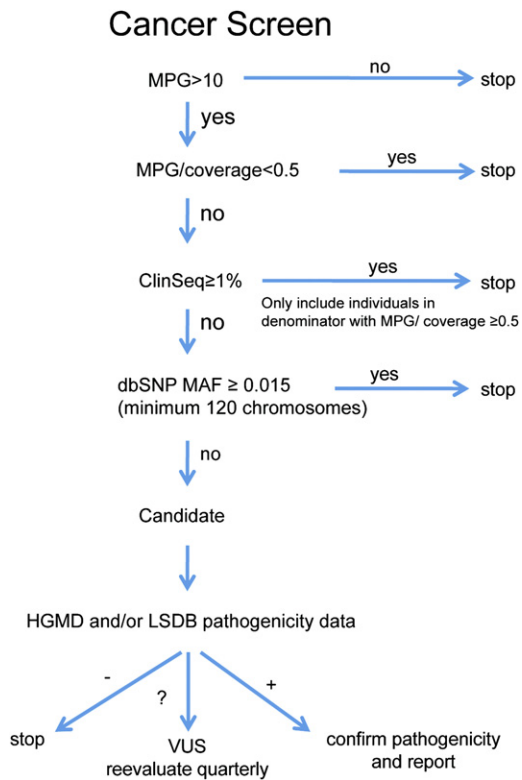 Cancer Screen
MPG>10
no
stop
yes
MPG/coverage<0.5
yes
stop
no
ClinSeq≥1%
yes
stop
Only include individuals in
denominator with MPG/ coverage ≥0.5
no
dbSNP MAF ≥ 0.015
(minimum 120 chromosomes)
yes
stop
no
Candidate
HGMD and/or LSDB pathogenicity data
-
?
+
stop
VUS
reevaluate quarterly
confirm pathogenicity
and report